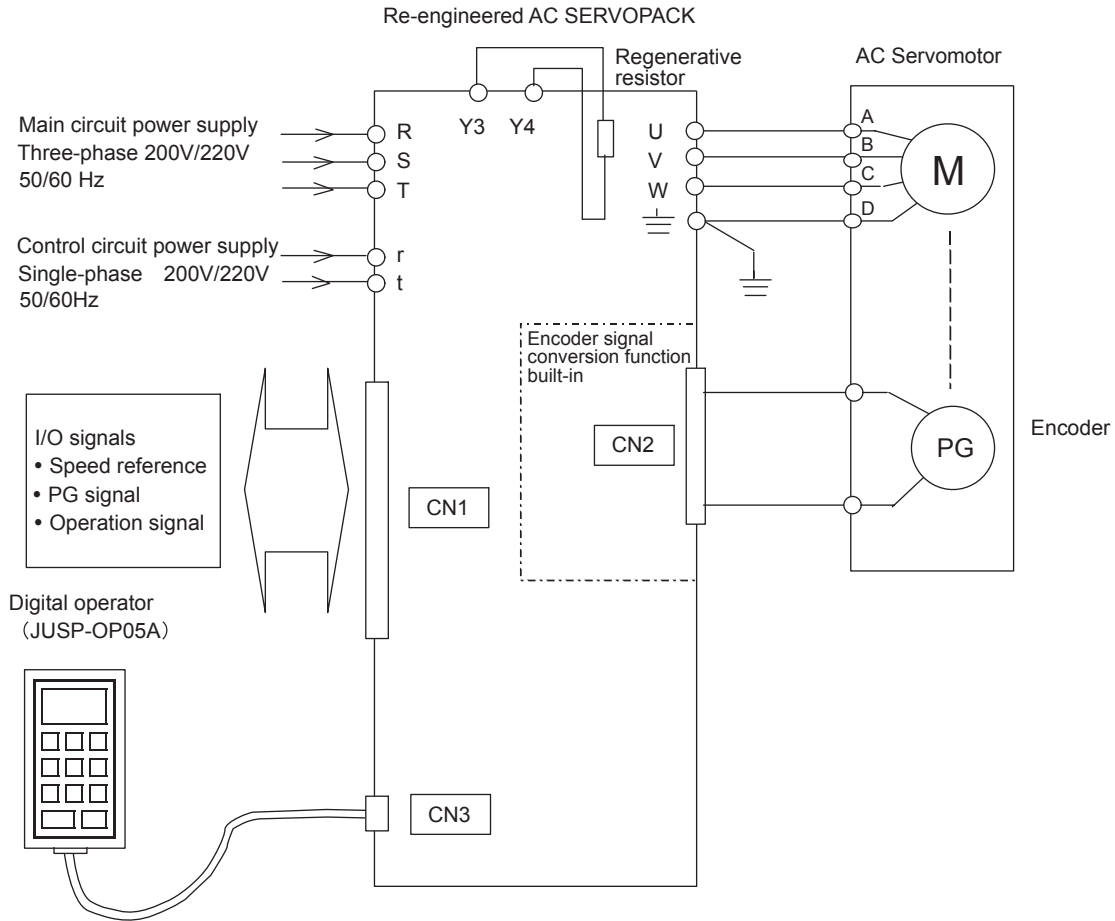 Re-engineered AC SERVOPACK
Regenerative
resistor
AC Servomotor
Main circuit power supply
Three-phase 200V/220V
50/60 Hz
R
S
T
Y3 Y4
U
V
W
A
B
C
D
M
Control circuit power supply
Single-phase 200V/220V
50/60Hz
r
t
Encoder signal
conversion function
built-in
CN2
PG
Encoder
I/O signals
• Speed reference
• PG signal
• Operation signal
CN1
Digital operator
（JUSP-OP05A）
CN3